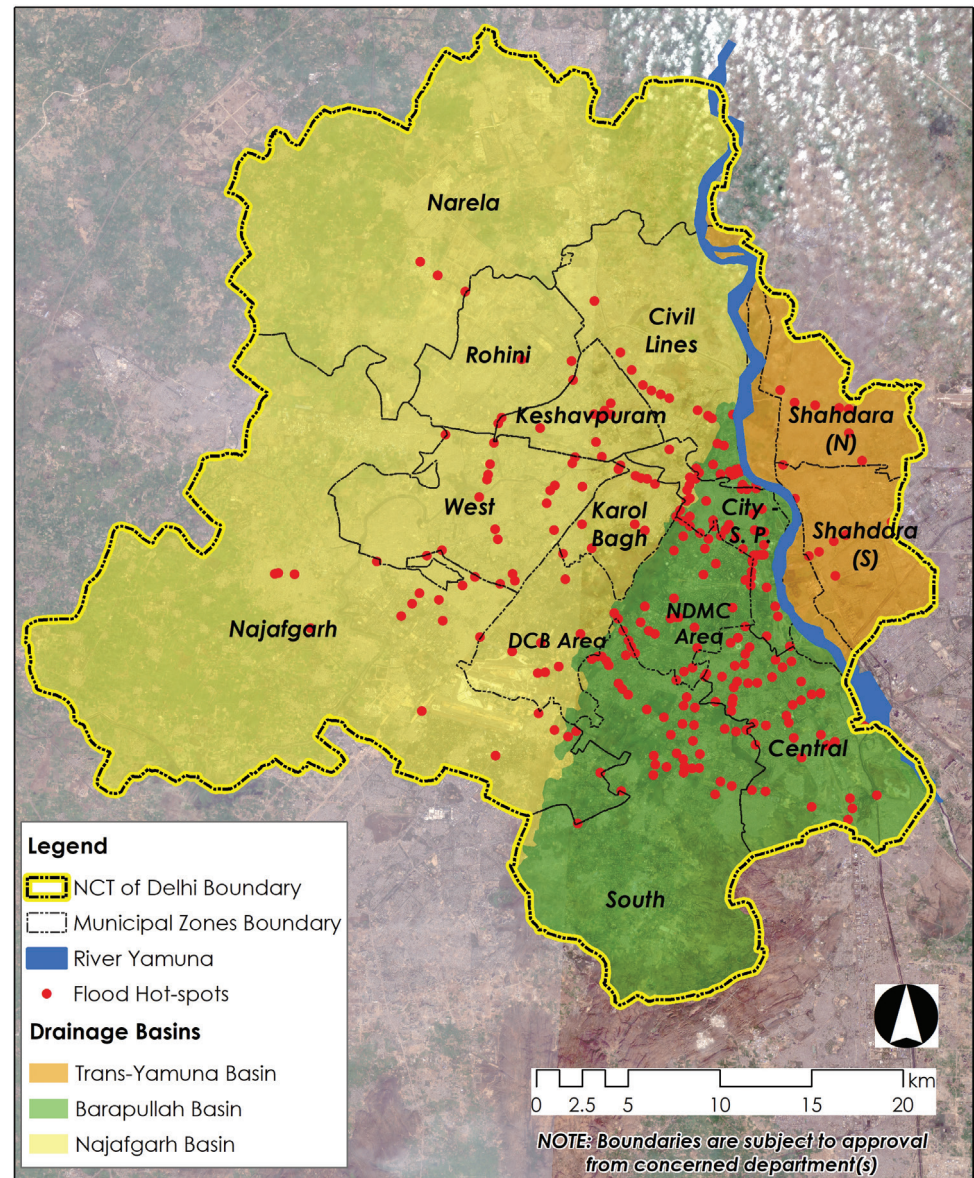 Narela
Civil
Lines
Rohini
Keshavpuram
Shahdara
(N)
West
Karol
Bagh
City -
S. P.
Shahdara
(S)
Najafgarh
DCB Area
NDMC
Area
Central
South
Legend
NCT of Delhi Boundary
Municipal Zones Boundary
River Yamuna
Flood Hot-spots
Drainage Basins
Trans-Yamuna Basin
Barapullah Basin
Najafgarh Basin
km
0 2.5 5 10 15 20
NOTE: Boundaries are subject to approval
from concerned department(s)